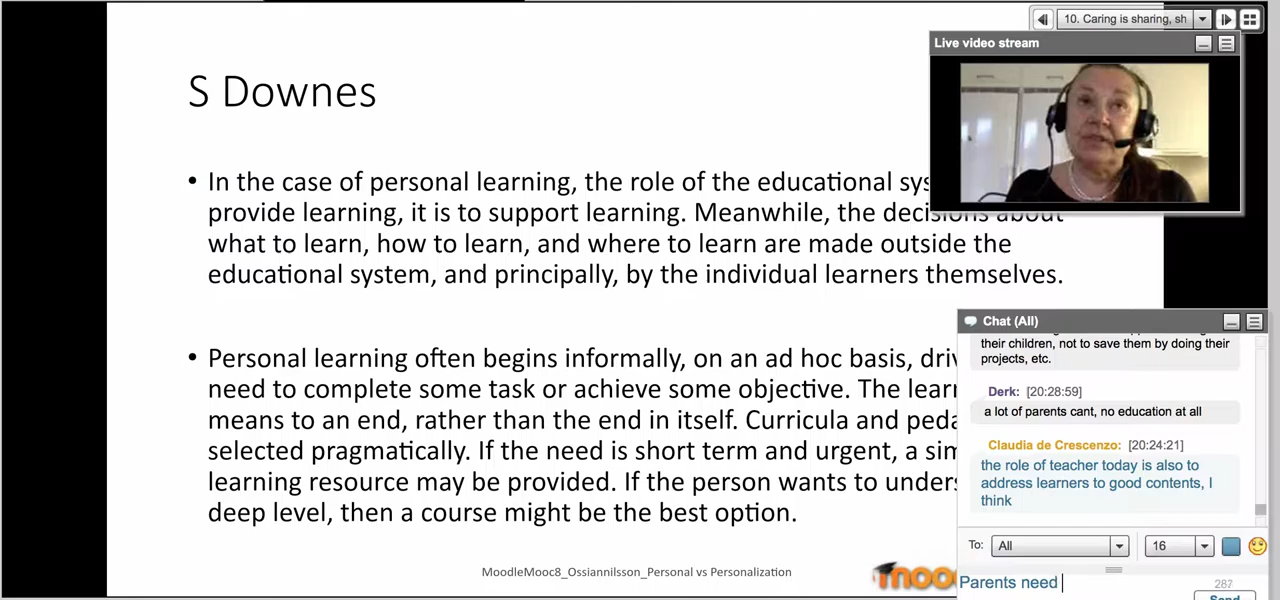 10. Caring is sharing, sh
Live video stream
S Downes
• In the case of personal learning, the role of the educational sys
provide learning, it is to support learning. Meanwhile, the decisions about
what to learn, how to learn, and where to learn are made outside the
educational system, and principally, by the individual learners themselves.
• Personal learning often begins informally, on an ad hoc basis, driv
need to complete some task or achieve some objective. The learn
means to an end, rather than the end in itself. Curricula and peda
selected pragmatically. If the need is short term and urgent, a sim
learning resource may be provided. If the person wants to unders
deep level, then a course might be the best option.
MoodleMooc8_Ossiannilsson_Personal vs Personalization
mooc
Chat (All)
their children, not to save them by doing their
projects, etc.
Derk: [20:28:59]
a lot of parents cant, no education at all
Claudia de Crescenzo: [20:24:21]
the role of teacher today is also to
address learners to good contents, I
think
To: All 16
Parents need
287
Send